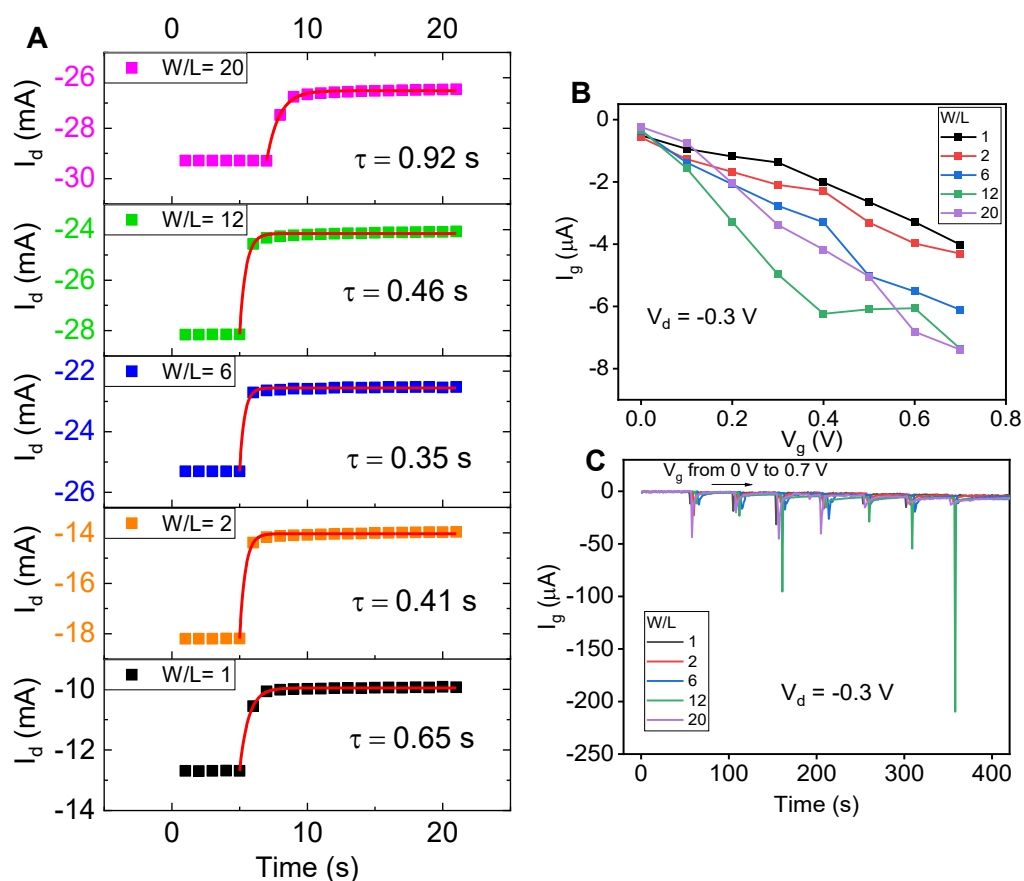 A
0 10 20
W/L= 20
-26
-28
-30
I_d (mA)
τ = 0.92 s
W/L= 12
-24
-26
-28
I_d (mA)
τ = 0.46 s
W/L= 6
-22
-24
-26
I_d (mA)
τ = 0.35 s
W/L= 2
-14
-16
-18
I_d (mA)
τ = 0.41 s
W/L= 1
-10
-12
-14
I_d (mA)
τ = 0.65 s
0 10 20
Time (s)
B
0
-2
-4
-6
-8
I_g (μA)
W/L
1
2
6
12
20
V_d = -0.3 V
0.0 0.2 0.4 0.6 0.8
V_g (V)
C
V_g from 0 V to 0.7 V
0
-50
-100
-150
-200
-250
I_g (μA)
W/L
1
2
6
12
20
V_d = -0.3 V
0 100 200 300 400
Time (s)